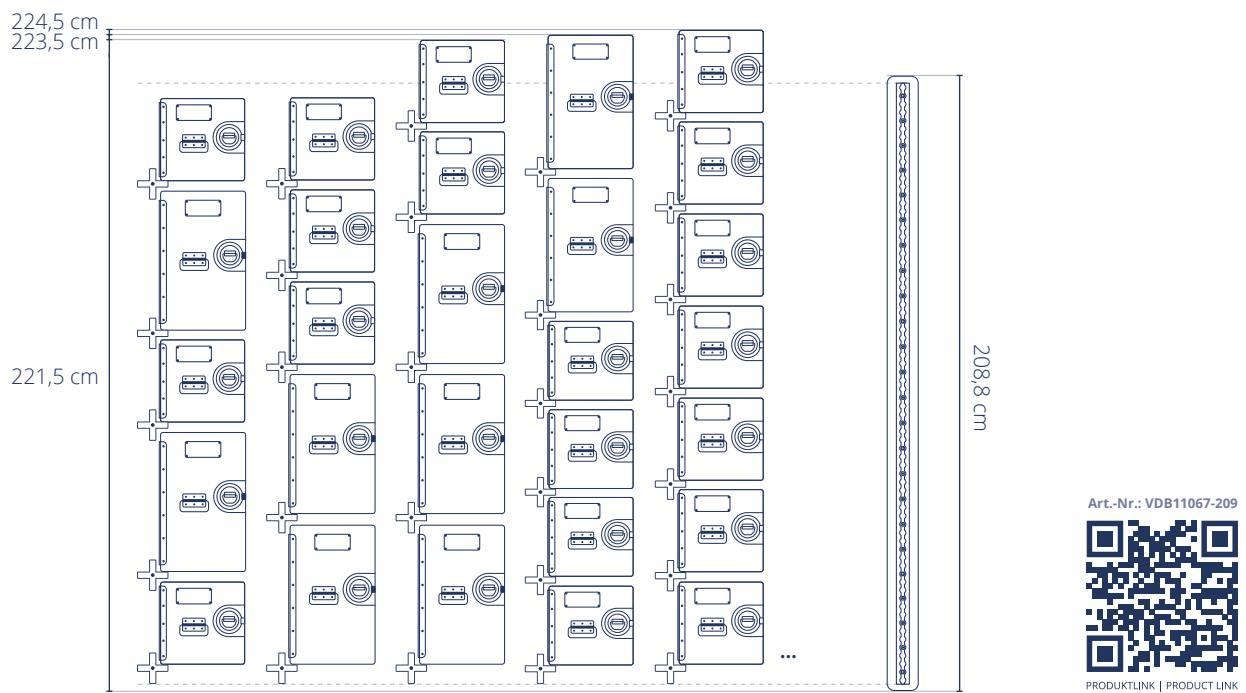 224,5 cm
223,5 cm
221,5 cm
208,8 cm
...
Art.-Nr.: VDB11067-209
PRODUKTLINK | PRODUCT LINK